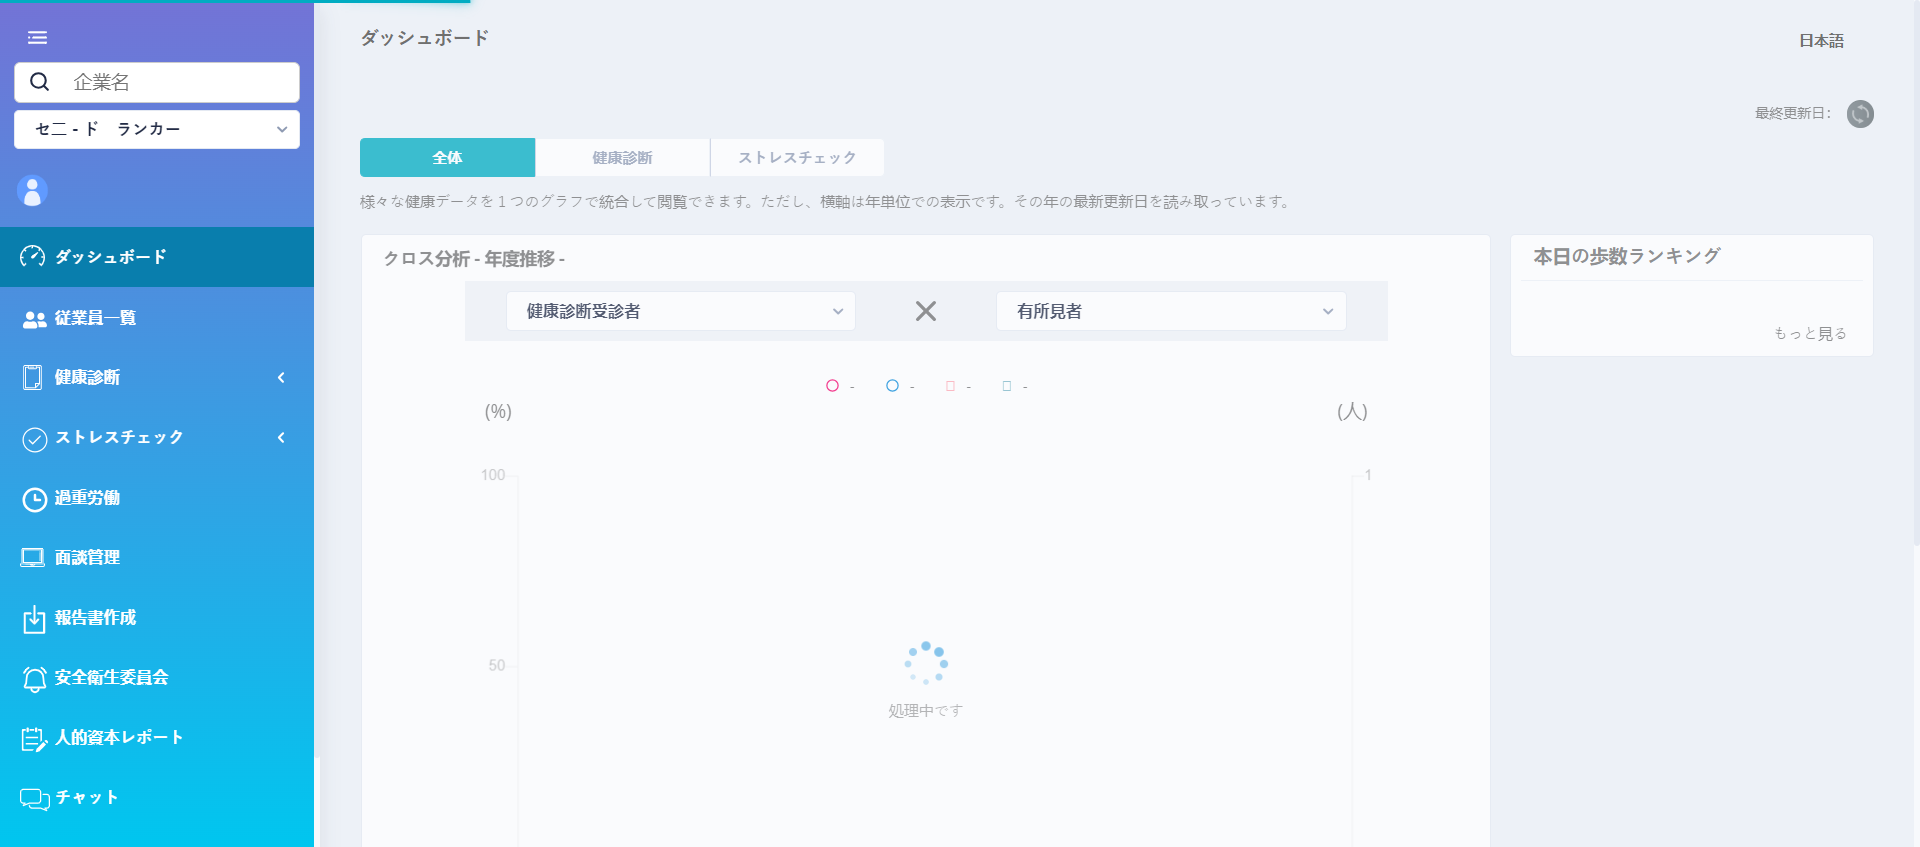 ダッシュボード
日本語
企業名
セニ - ド　ランカー
最終更新日：
全体
健康診断
ストレスチェック
様々な健康データを１つのグラフで統合して閲覧できます。ただし、横軸は年単位での表示です。その年の最新更新日を読み取っています。
ダッシュボード
従業員一覧
健康診断
ストレスチェック
過重労働
面談管理
報告書作成
安全衛生委員会
人的資本レポート
チャット
クロス分析 - 年度推移 -
健康診断受診者
有所見者
- - - -
(%)
(人)
100
1
50
処理中です
本日の歩数ランキング
もっと見る